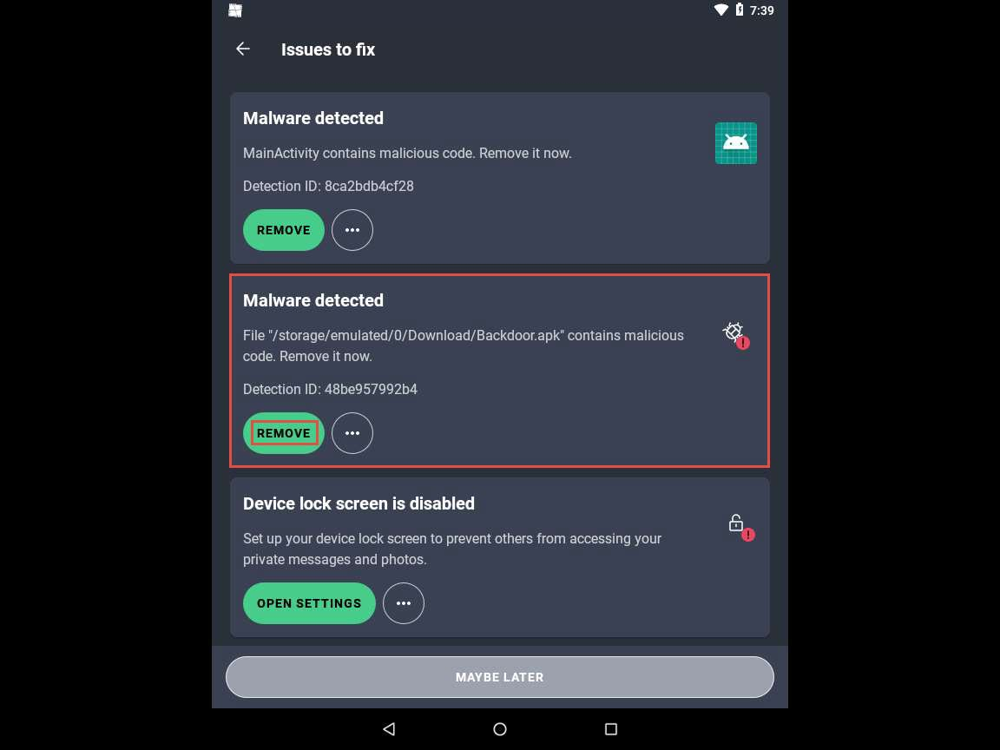 7:39
Issues to fix
Malware detected
MainActivity contains malicious code. Remove it now.
Detection ID: 8ca2bdb4cf28
REMOVE
Malware detected
File "/storage/emulated/0/Download/Backdoor.apk" contains malicious
code. Remove it now.
Detection ID: 48be957992b4
REMOVE
Device lock screen is disabled
Set up your device lock screen to prevent others from accessing your
private messages and photos.
OPEN SETTINGS
MAYBE LATER